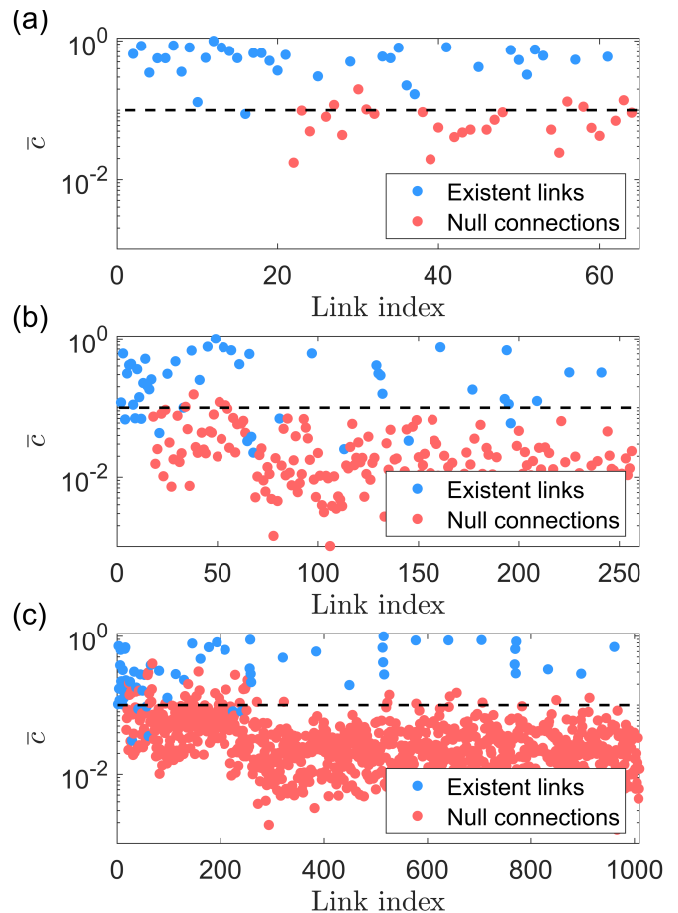 (a)
10^0
10^-2
c̅
0
20
40
60
Link index
Existent links
Null connections
(b)
10^0
10^-2
c̅
0
50
100
150
200
250
Link index
Existent links
Null connections
(c)
10^0
10^-2
c̅
0
200
400
600
800
1000
Link index
Existent links
Null connections